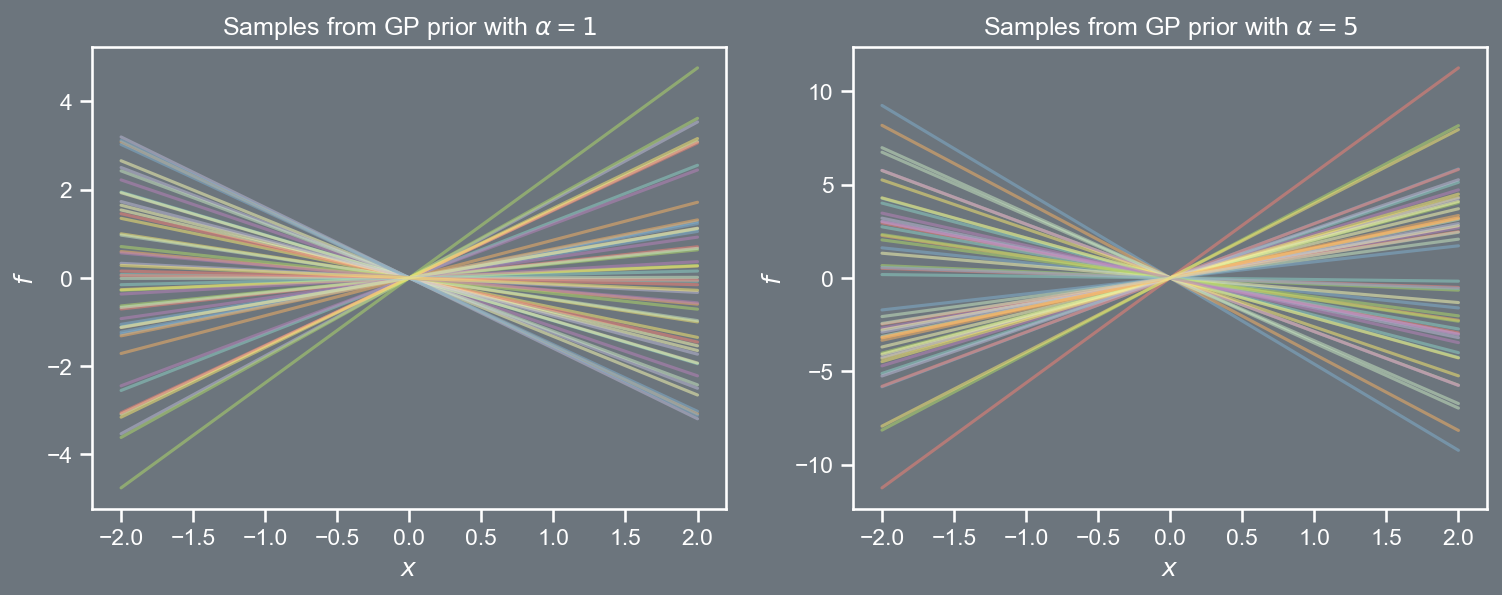 Samples from GP prior with α = 1
4
2
0
−2
−4
f
−2.0 −1.5 −1.0 −0.5 0.0 0.5 1.0 1.5 2.0
x
Samples from GP prior with α = 5
10
5
0
−5
−10
f
−2.0 −1.5 −1.0 −0.5 0.0 0.5 1.0 1.5 2.0
x